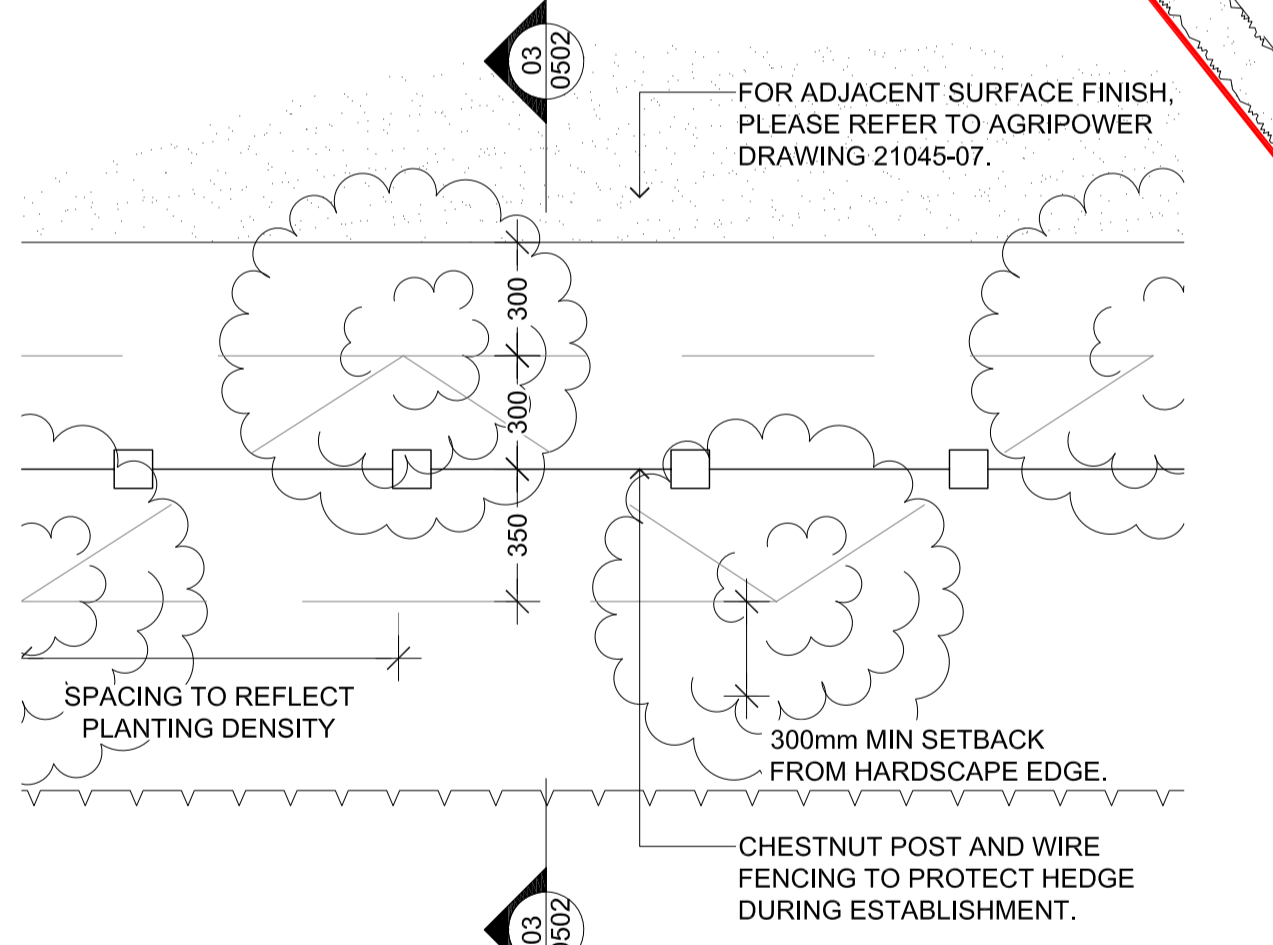 03
0502
FOR ADJACENT SURFACE FINISH,
PLEASE REFER TO AGRIPOWER
DRAWING 21045-07.
300
300
350
SPACING TO REFLECT
PLANTING DENSITY
300mm MIN SETBACK
FROM HARDSCAPE EDGE.
CHESTNUT POST AND WIRE
FENCING TO PROTECT HEDGE
DURING ESTABLISHMENT.
03
0502